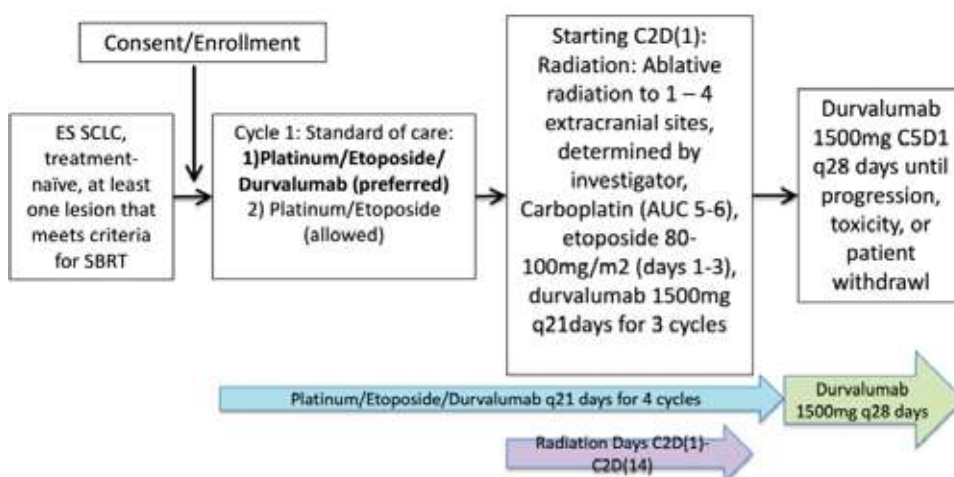 Consent/Enrollment
ES SCLC,
treatment-
naïve, at least
one lesion that
meets criteria
for SBRT
Cycle 1: Standard of care:
1)Platinum/Etoposide/
Durvalumab (preferred)
2) Platinum/Etoposide
(allowed)
Starting C2D(1):
Radiation: Ablative
radiation to 1 – 4
extracranial sites,
determined by
investigator,
Carboplatin (AUC 5-6),
etoposide 80-
100mg/m2 (days 1-3),
durvalumab 1500mg
q21days for 3 cycles
Durvalumab
1500mg C5D1
q28 days until
progression,
toxicity, or
patient
withdrawl
Platinum/Etoposide/Durvalumab q21 days for 4 cycles
Durvalumab
1500mg q28 days
Radiation Days C2D(1)-
C2D(14)